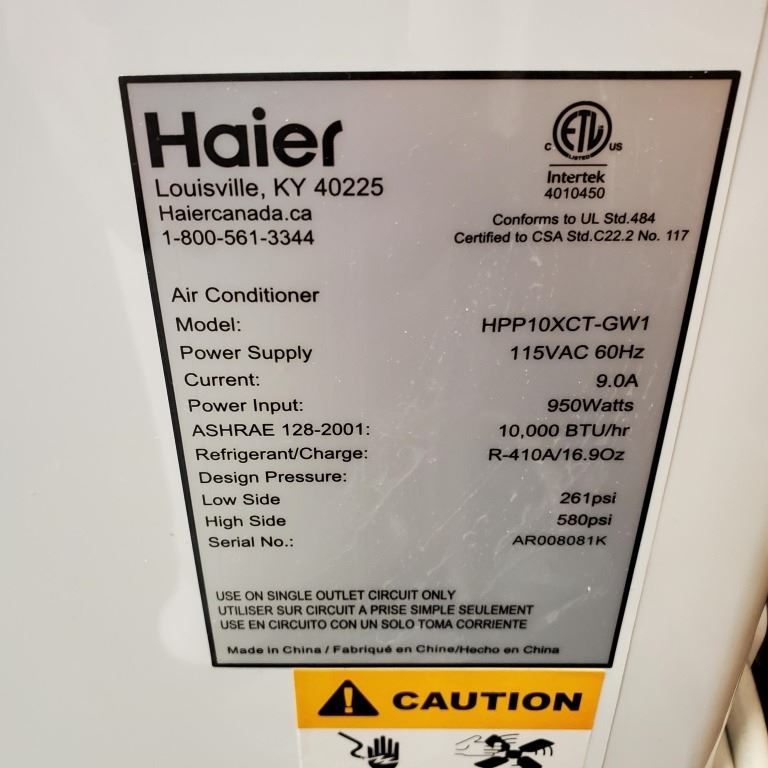 Haier
Louisville, KY 40225
Haiercanada.ca
1-800-561-3344
C ETL US
LISTED
Intertek
4010450
Conforms to UL Std.484
Certified to CSA Std.C22.2 No. 117
Air Conditioner
Model: HPP10XCT-GW1
Power Supply 115VAC 60Hz
Current: 9.0A
Power Input: 950Watts
ASHRAE 128-2001: 10,000 BTU/hr
Refrigerant/Charge: R-410A/16.9Oz
Design Pressure:
Low Side 261psi
High Side 580psi
Serial No.: AR008081K
USE ON SINGLE OUTLET CIRCUIT ONLY
UTILISER SUR CIRCUIT A PRISE SIMPLE SEULEMENT
USE EN CIRCUITO CON UN SOLO TOMA CORRIENTE
Made in China / Fabriqué en Chine/Hecho en China
CAUTION